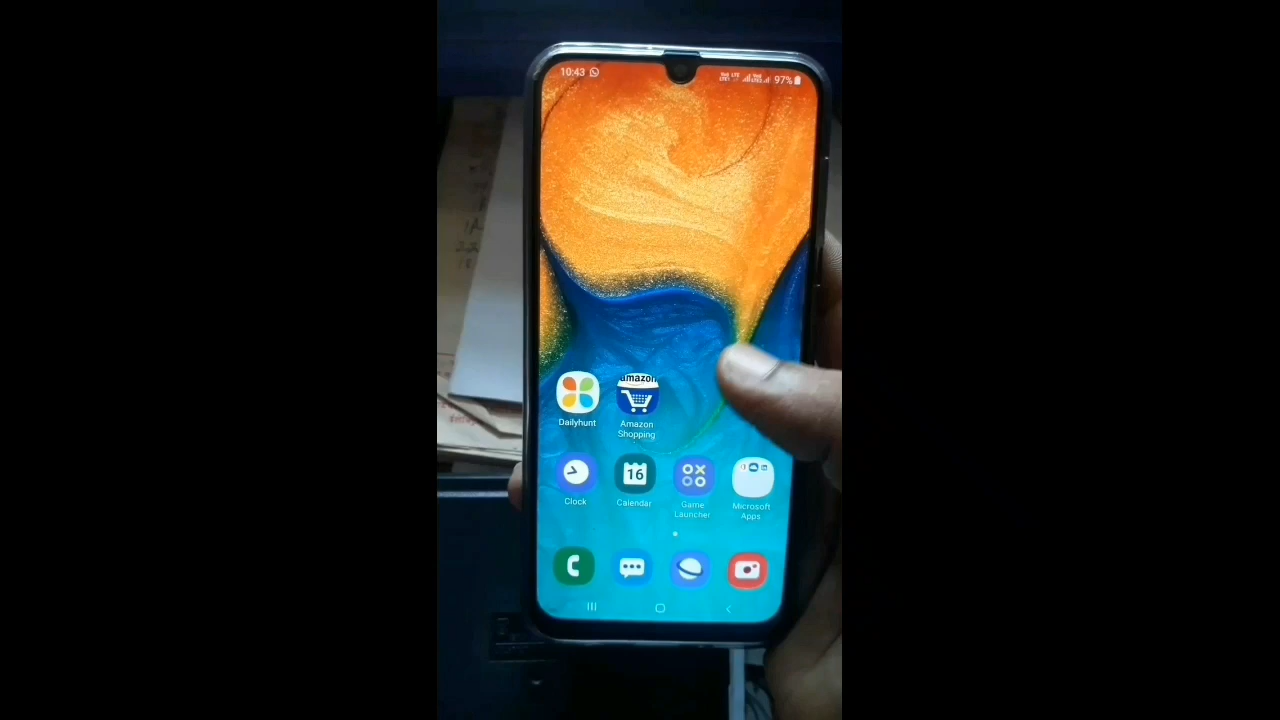 10:43
97%
amazon
Dailyhunt
Amazon
Shopping
16
Clock
Calendar
Game
Launcher
Microsoft
Apps